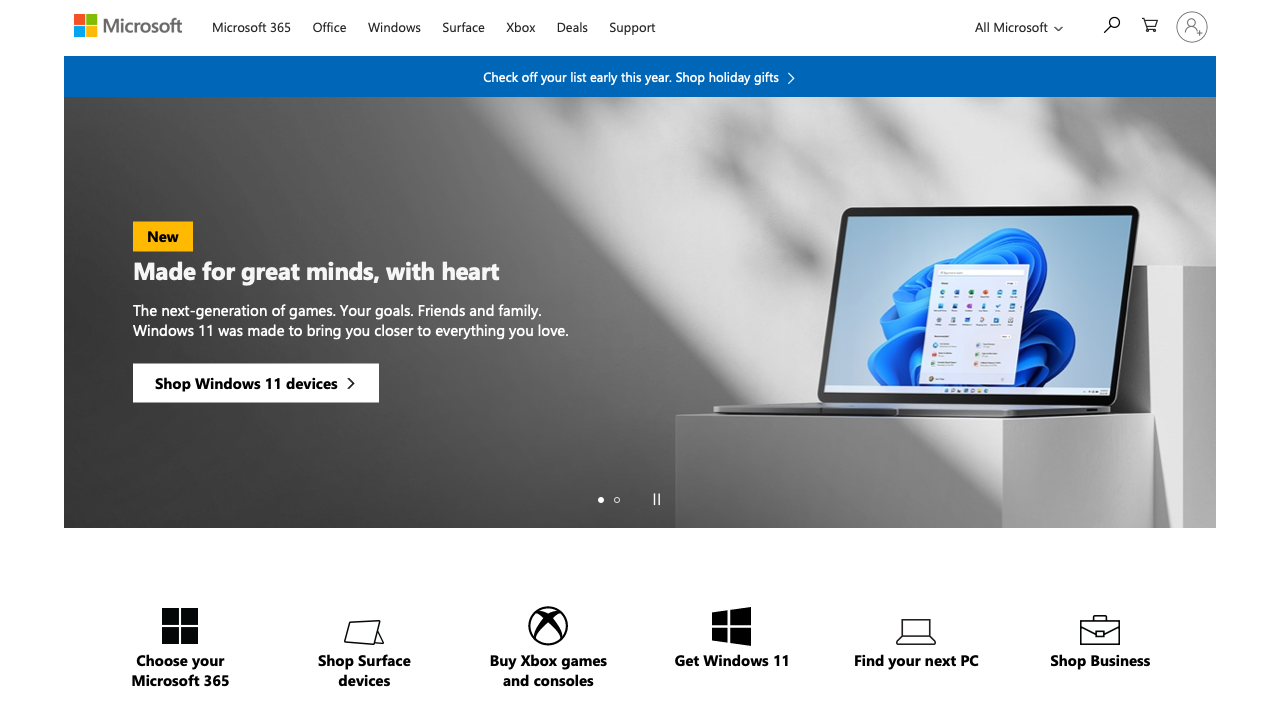 Microsoft
Microsoft 365
Office
Windows
Surface
Xbox
Deals
Support
All Microsoft
Check off your list early this year. Shop holiday gifts
New
Made for great minds, with heart
The next-generation of games. Your goals. Friends and family.
Windows 11 was made to bring you closer to everything you love.
Shop Windows 11 devices
Choose your
Microsoft 365
Shop Surface
devices
Buy Xbox games
and consoles
Get Windows 11
Find your next PC
Shop Business